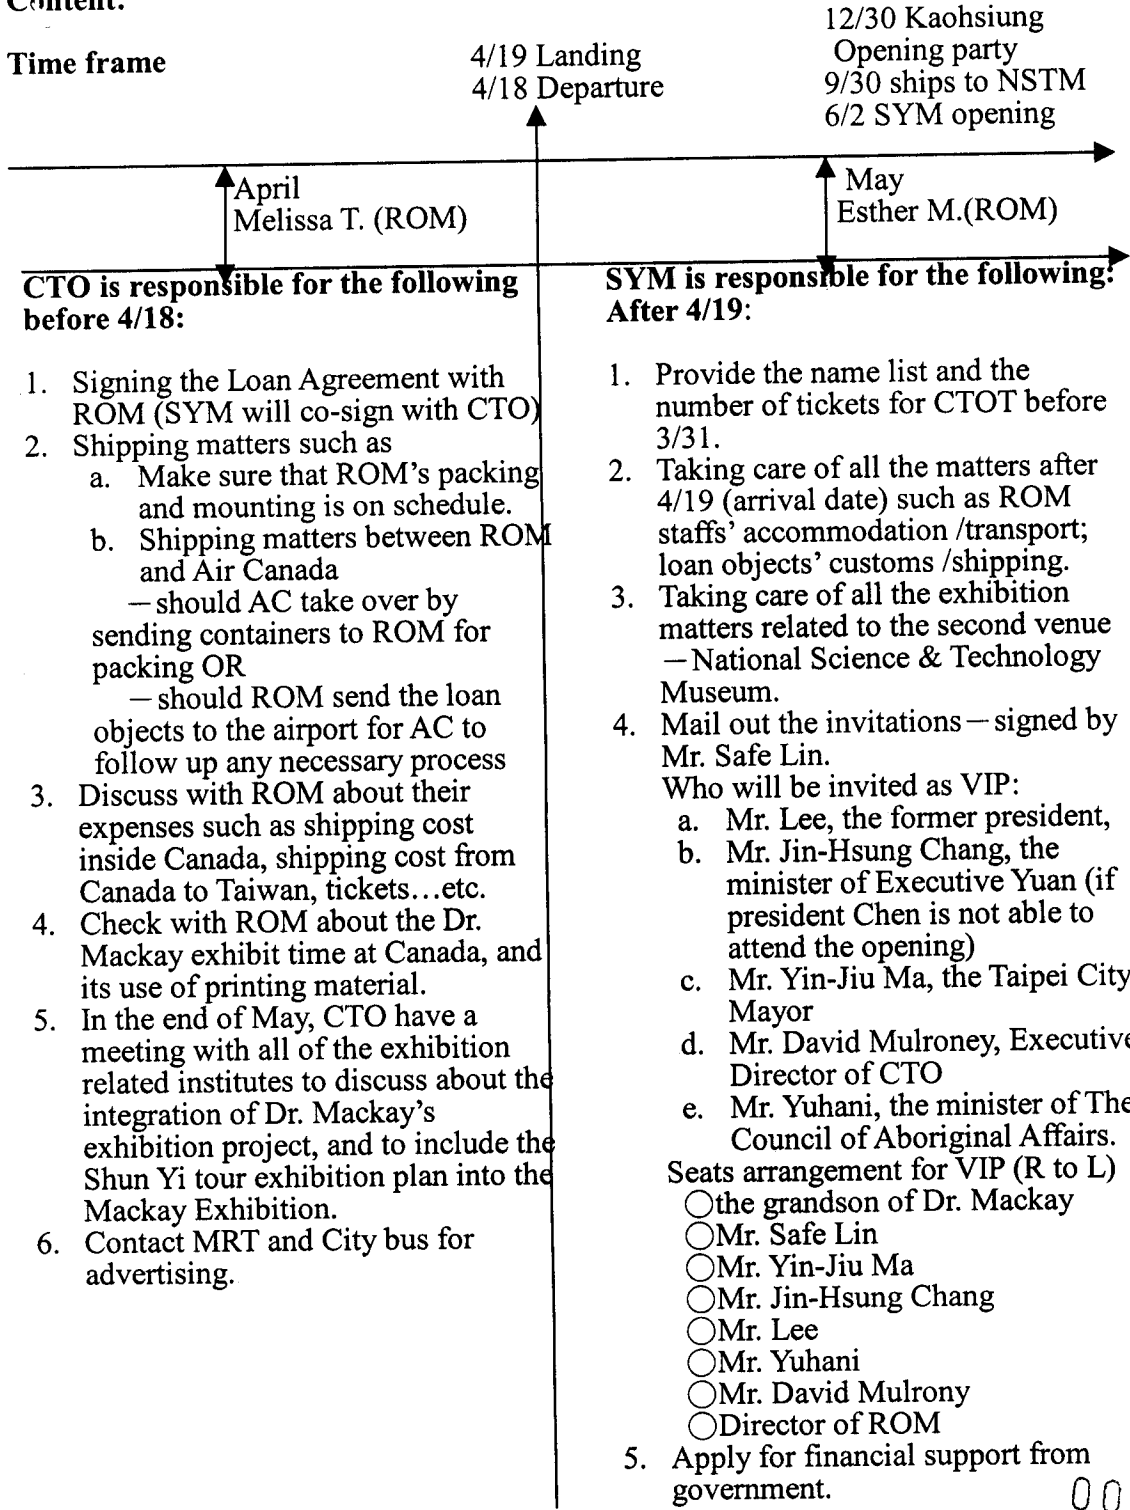 Content:
Time frame
4/19 Landing
4/18 Departure
12/30 Kaohsiung
Opening party
9/30 ships to NSTM
6/2 SYM opening
April
Melissa T. (ROM)
May
Esther M.(ROM)
CTO is responsible for the following
before 4/18:
1. Signing the Loan Agreement with
ROM (SYM will co-sign with CTO)
2. Shipping matters such as
a. Make sure that ROM's packing
and mounting is on schedule.
b. Shipping matters between ROM
and Air Canada
—should AC take over by
sending containers to ROM for
packing OR
—should ROM send the loan
objects to the airport for AC to
follow up any necessary process
3. Discuss with ROM about their
expenses such as shipping cost
inside Canada, shipping cost from
Canada to Taiwan, tickets…etc.
4. Check with ROM about the Dr.
Mackay exhibit time at Canada, and
its use of printing material.
5. In the end of May, CTO have a
meeting with all of the exhibition
related institutes to discuss about the
integration of Dr. Mackay's
exhibition project, and to include the
Shun Yi tour exhibition plan into the
Mackay Exhibition.
6. Contact MRT and City bus for
advertising.
SYM is responsible for the following:
After 4/19:
1. Provide the name list and the
number of tickets for CTOT before
3/31.
2. Taking care of all the matters after
4/19 (arrival date) such as ROM
staffs' accommodation /transport;
loan objects' customs /shipping.
3. Taking care of all the exhibition
matters related to the second venue
—National Science & Technology
Museum.
4. Mail out the invitations—signed by
Mr. Safe Lin.
Who will be invited as VIP:
a. Mr. Lee, the former president,
b. Mr. Jin-Hsung Chang, the
minister of Executive Yuan (if
president Chen is not able to
attend the opening)
c. Mr. Yin-Jiu Ma, the Taipei City
Mayor
d. Mr. David Mulroney, Executive
Director of CTO
e. Mr. Yuhani, the minister of The
Council of Aboriginal Affairs.
Seats arrangement for VIP (R to L)
○the grandson of Dr. Mackay
○Mr. Safe Lin
○Mr. Yin-Jiu Ma
○Mr. Jin-Hsung Chang
○Mr. Lee
○Mr. Yuhani
○Mr. David Mulrony
○Director of ROM
5. Apply for financial support from
government.
00